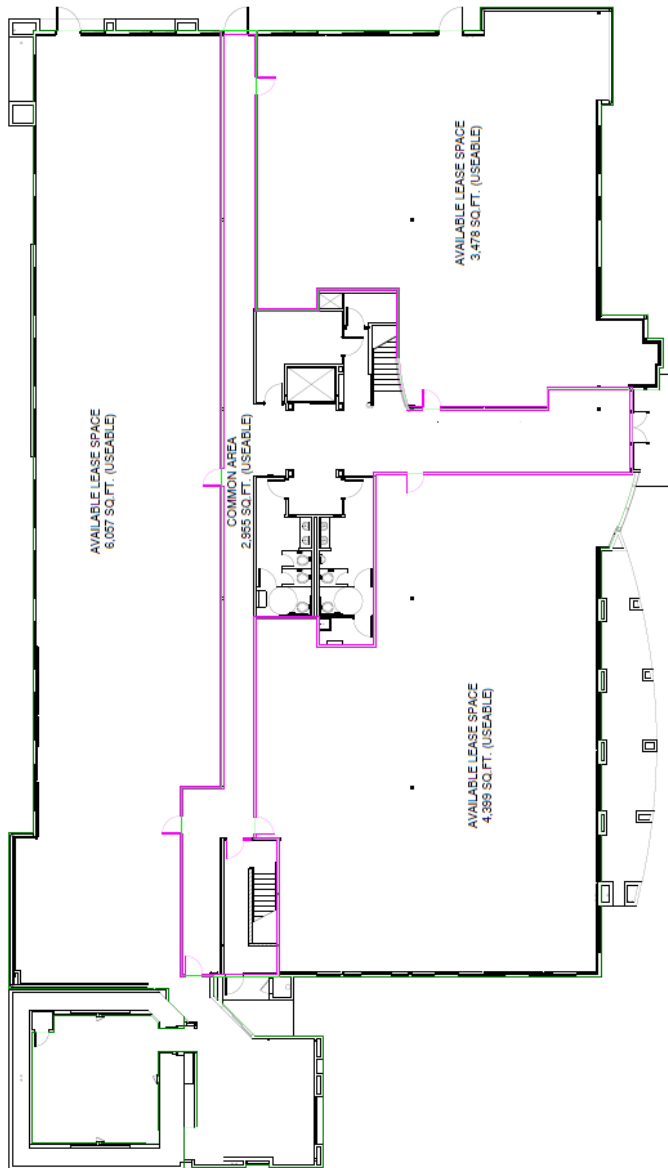 AVAILABLE LEASE SPACE
6,057 SQ.FT. (USEABLE)
COMMON AREA
2,955 SQ.FT. (USEABLE)
AVAILABLE LEASE SPACE
3,478 SQ.FT. (USEABLE)
AVAILABLE LEASE SPACE
4,399 SQ.FT. (USEABLE)